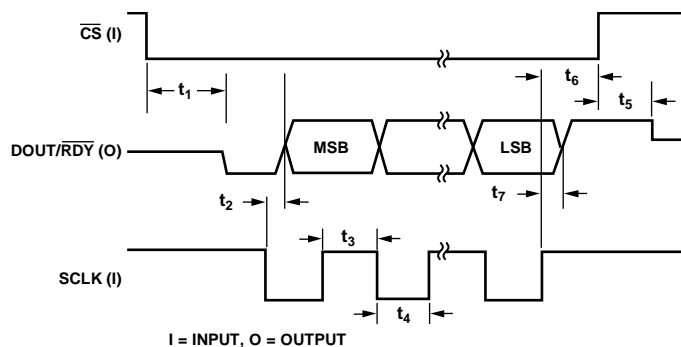 CS (I)
t6
t1
t5
DOUT/RDY (O)
MSB
LSB
t2
t7
t3
SCLK (I)
t4
I = INPUT, O = OUTPUT